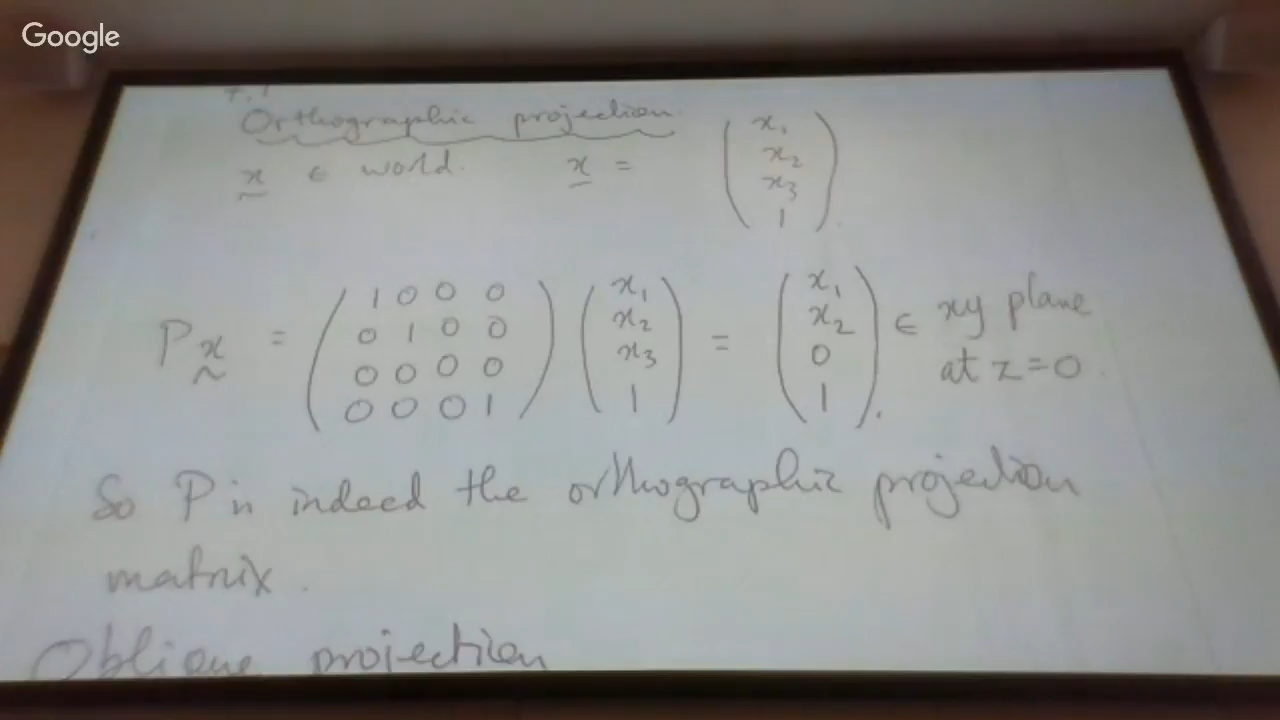 Google
Orthographic projection
x ∈ world. x = ( x₁ x₂ x₃ 1 ).
P x = ( 1 0 0 0
0 1 0 0
0 0 0 0
0 0 0 1 ) ( x₁ x₂ x₃ 1 ) = ( x₁ x₂ 0 1 ). ∈ xy plane
at z=0.
So P is indeed the orthographic projection
matrix.
Oblique projection